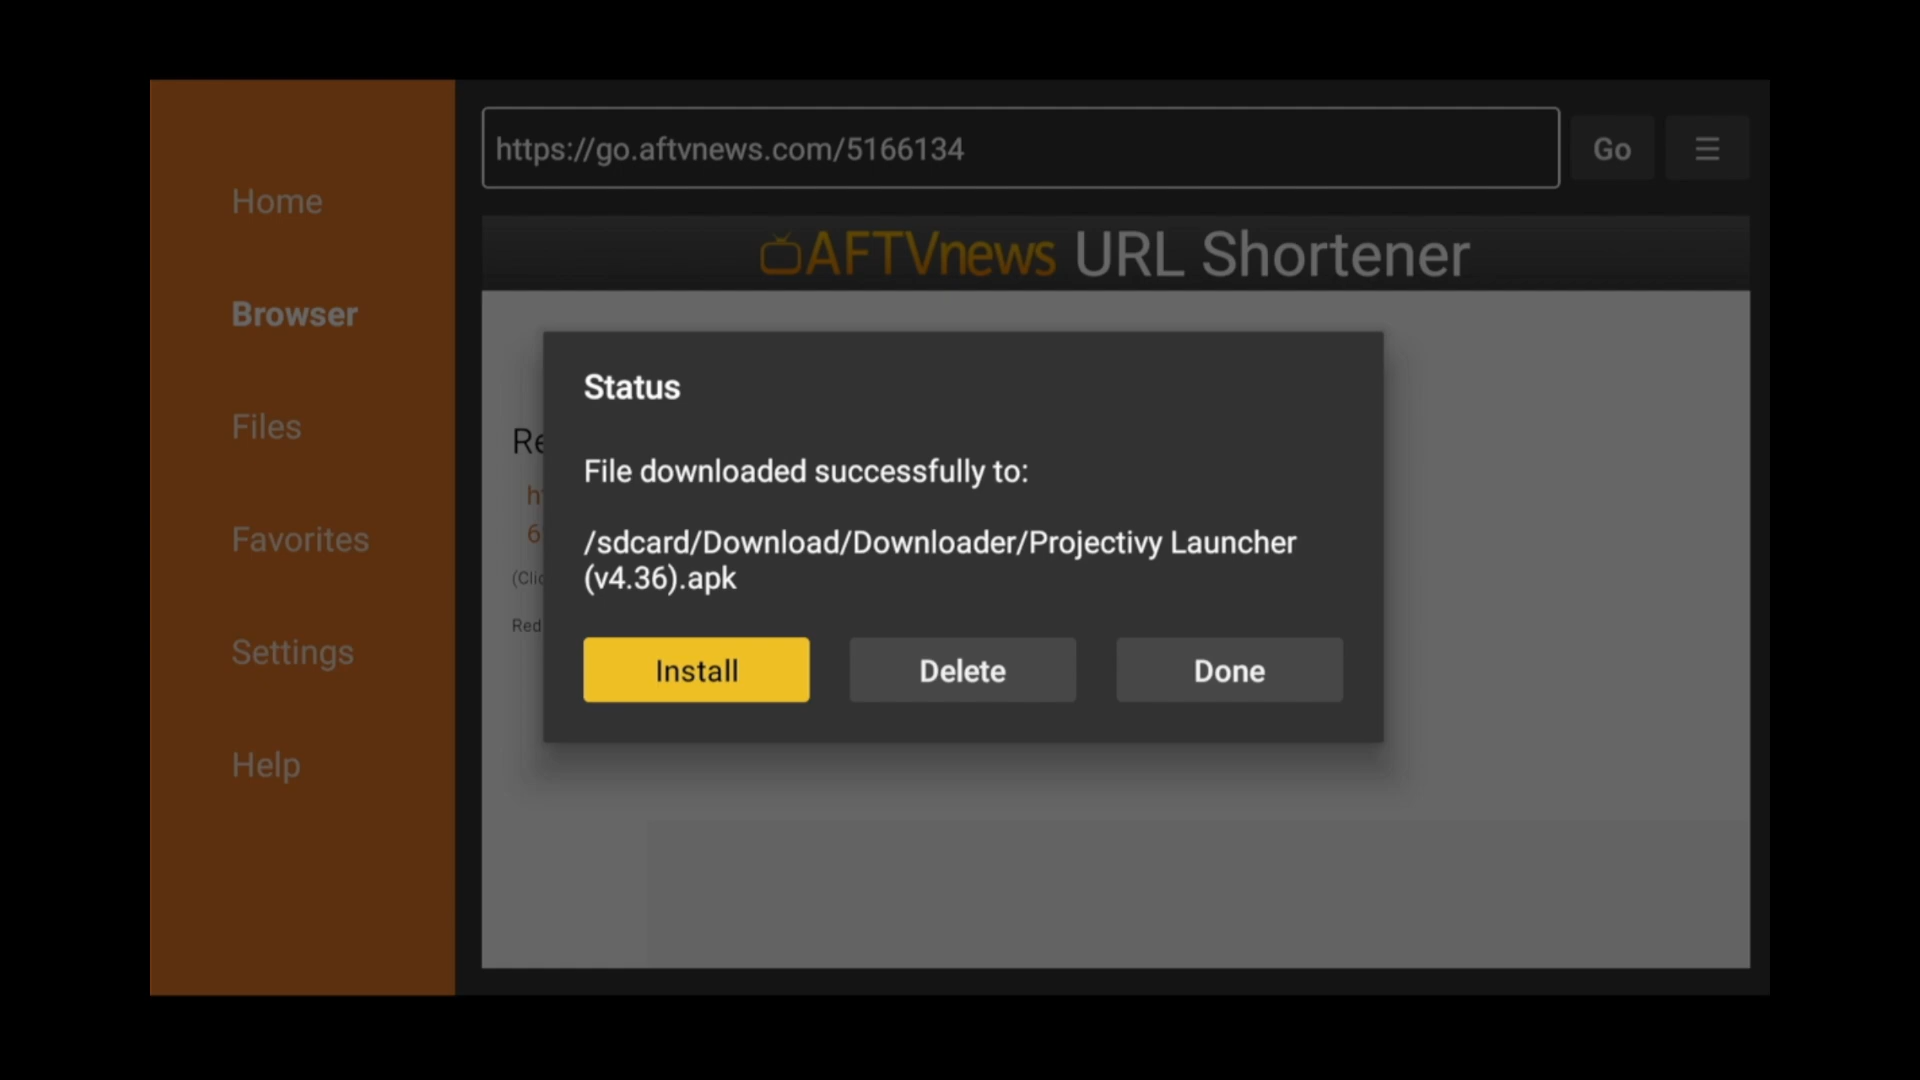 Home
Browser
Files
Favorites
Settings
Help
https://go.aftvnews.com/5166134
Go
AFTVnews URL Shortener
Status
File downloaded successfully to:
/sdcard/Download/Downloader/Projectivy Launcher
(v4.36).apk
Install
Delete
Done